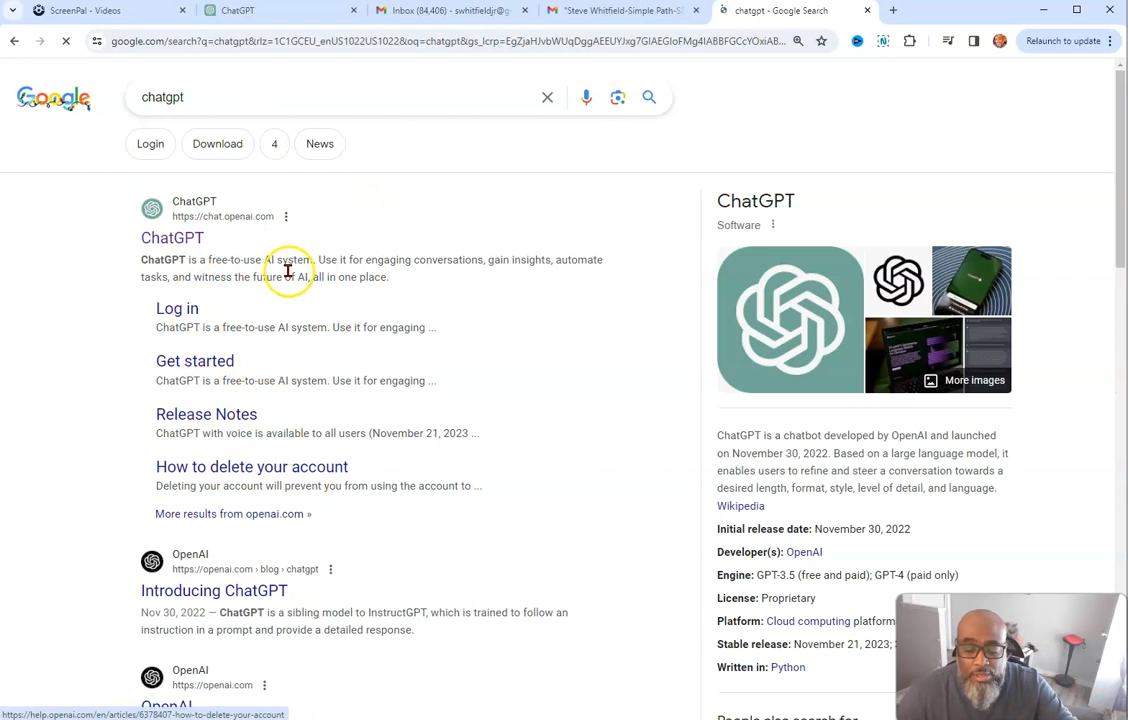 ScreenPal - Videos
ChatGPT
Inbox (84,406) - swhitfieldjr@g
"Steve Whitfield-Simple Path-S
chatgpt - Google Search
google.com/search?q=chatgpt&rlz=1C1GCEU_enUS1022US1022&oq=chatgpt&gs_lcrp=
Relaunch to update
Google
chatgpt
Login
Download
4
News
ChatGPT
https://chat.openai.com
ChatGPT
ChatGPT is a free-to-use AI system. Use it for engaging conversations, gain insights, automate
tasks, and witness the future of AI, all in one place.
Log in
ChatGPT is a free-to-use AI system. Use it for engaging ...
Get started
ChatGPT is a free-to-use AI system. Use it for engaging ...
Release Notes
ChatGPT with voice is available to all users (November 21, 2023 ...
How to delete your account
Deleting your account will prevent you from using the account to ...
More results from openai.com »
OpenAI
https://openai.com › blog › chatgpt
Introducing ChatGPT
Nov 30, 2022 — ChatGPT is a sibling model to InstructGPT, which is trained to follow an
instruction in a prompt and provide a detailed response.
OpenAI
https://openai.com
OpenAI
https://help.openai.com/en/articles/6378407-how-to-delete-your-account
ChatGPT
Software
More images
ChatGPT is a chatbot developed by OpenAI and launched
on November 30, 2022. Based on a large language model, it
enables users to refine and steer a conversation towards a
desired length, format, style, level of detail, and language.
Wikipedia
Initial release date: November 30, 2022
Developer(s): OpenAI
Engine: GPT-3.5 (free and paid); GPT-4 (paid only)
License: Proprietary
Platform: Cloud computing platform
Stable release: November 21, 2023;
Written in: Python
People also search for